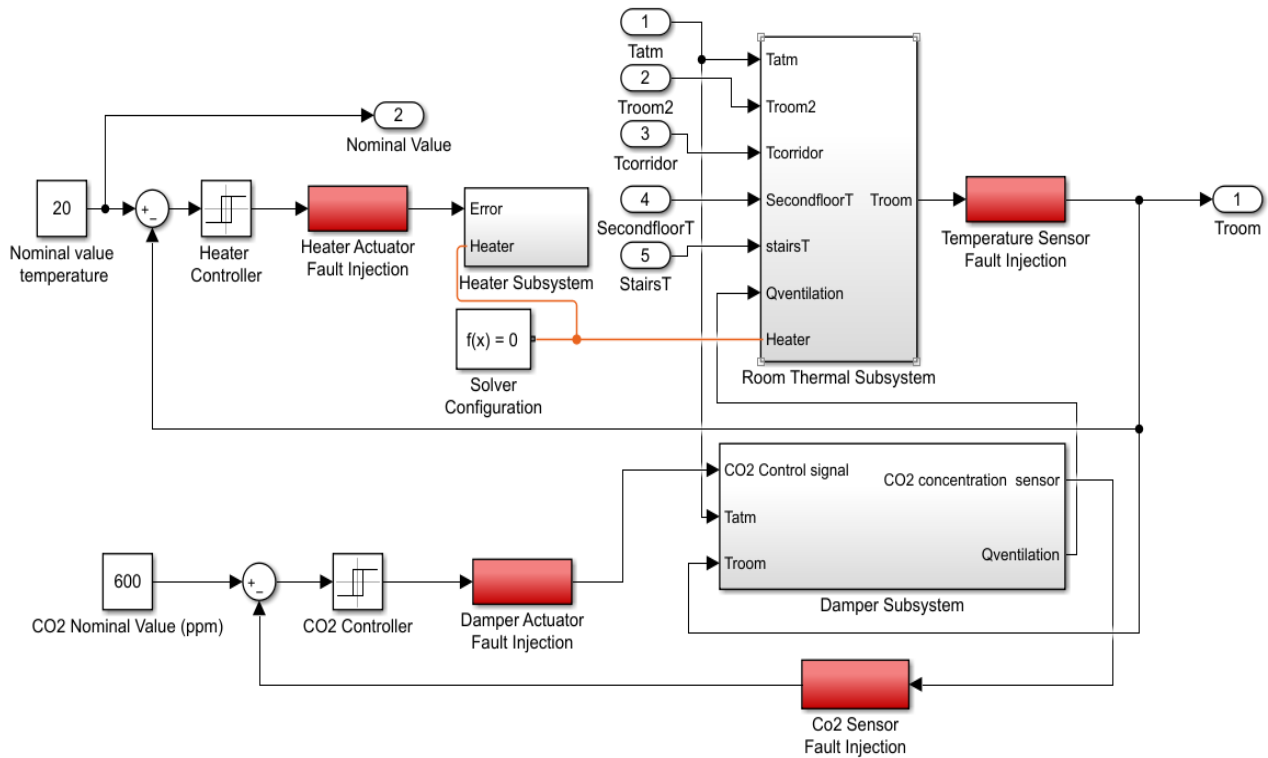 1
Tatm
2
Troom2
3
Tcorridor
4
SecondfloorT
5
StairsT
2
Nominal Value
20
Nominal value
temperature
+
−
Heater
Controller
Heater Actuator
Fault Injection
Error
Heater
Heater Subsystem
f(x) = 0
Solver
Configuration
Tatm
Troom2
Tcorridor
SecondfloorT
stairsT
Qventilation
Heater
Troom
Room Thermal Subsystem
Temperature Sensor
Fault Injection
1
Troom
CO2 Control signal
Tatm
Troom
CO2 concentration sensor
Qventilation
Damper Subsystem
600
CO2 Nominal Value (ppm)
+
−
CO2 Controller
Damper Actuator
Fault Injection
Co2 Sensor
Fault Injection